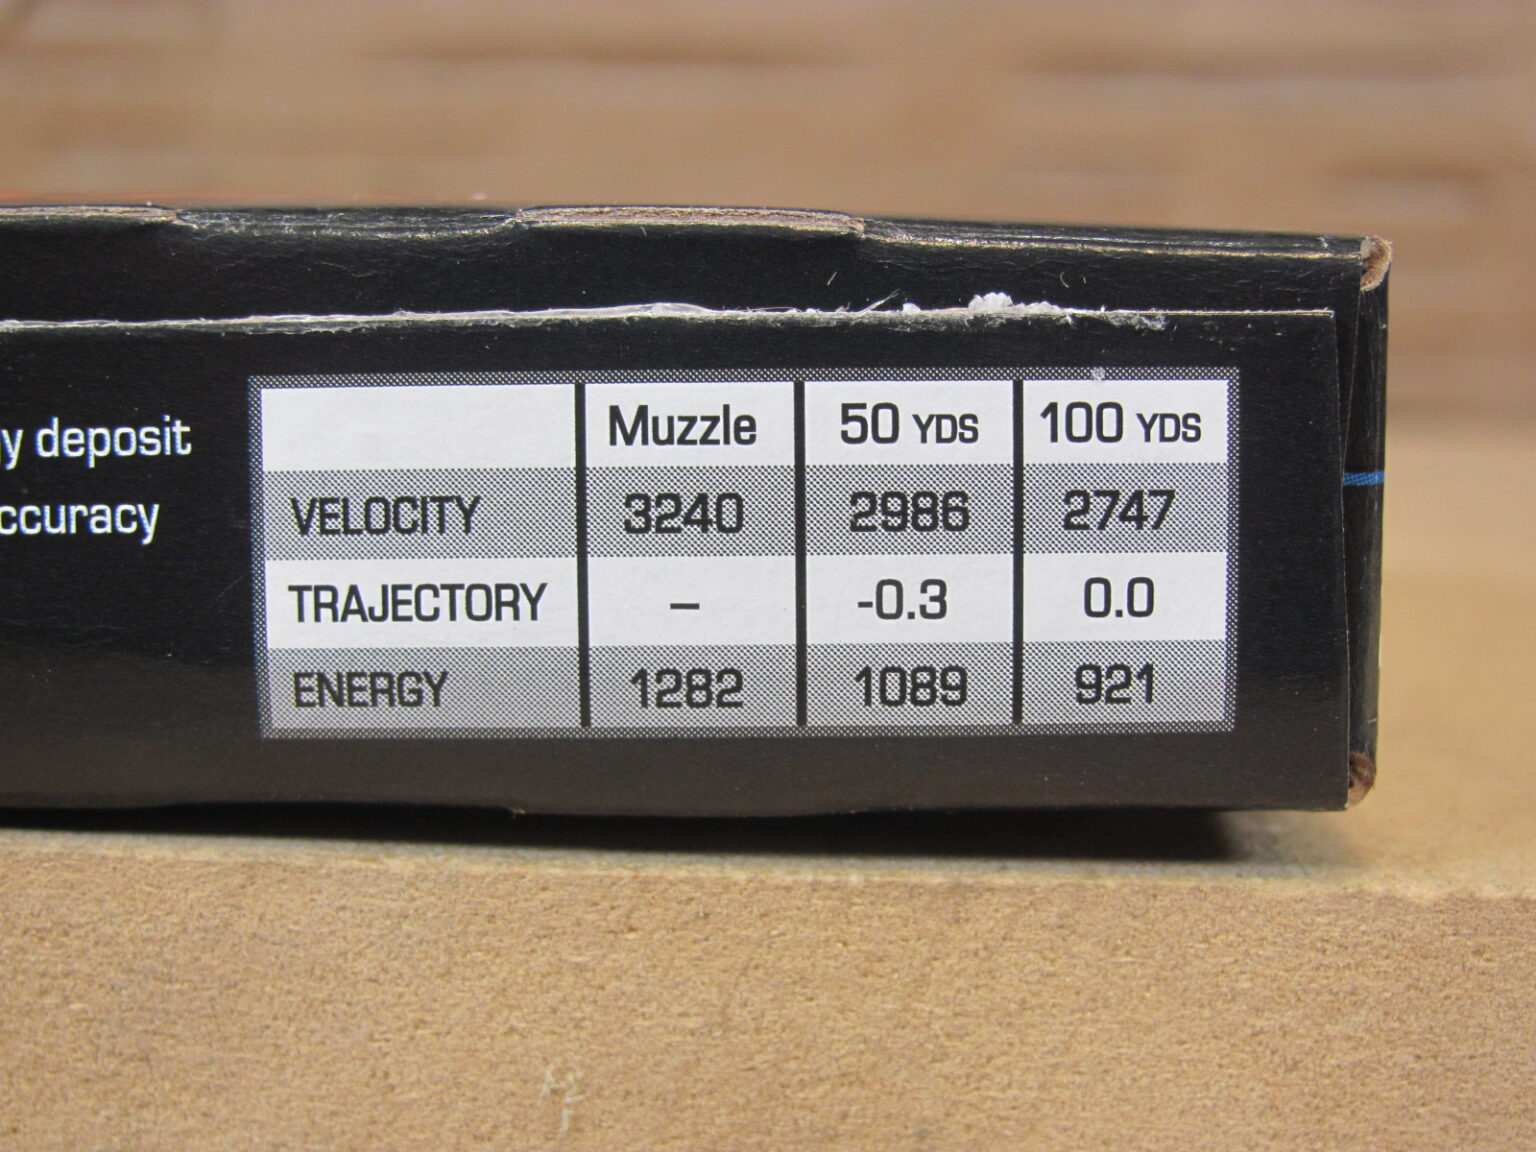 deposit
accuracy
Muzzle 50 YDS 100 YDS
VELOCITY 3240 2986 2747
TRAJECTORY – -0.3 0.0
ENERGY 1282 1089 921